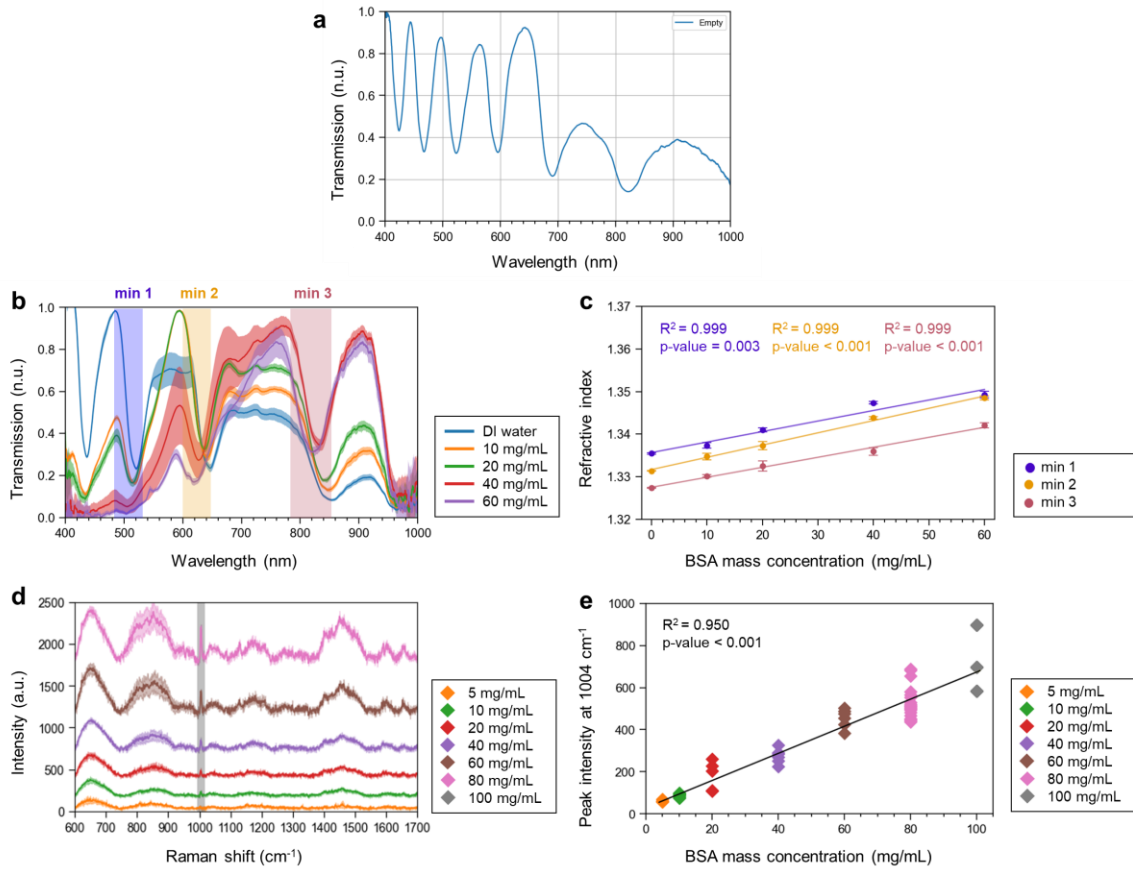 a
Empty
Transmission (n.u.)
1.0
0.8
0.6
0.4
0.2
0.0
400 500 600 700 800 900 1000
Wavelength (nm)
b
min 1 min 2 min 3
Transmission (n.u.)
1.0
0.8
0.6
0.4
0.2
0.0
400 500 600 700 800 900 1000
Wavelength (nm)
DI water
10 mg/mL
20 mg/mL
40 mg/mL
60 mg/mL
c
Refractive index
1.37
1.36
1.35
1.34
1.33
1.32
R² = 0.999 R² = 0.999 R² = 0.999
p-value = 0.003 p-value < 0.001 p-value < 0.001
0 10 20 30 40 50 60
BSA mass concentration (mg/mL)
min 1
min 2
min 3
d
Intensity (a.u.)
2500
2000
1500
1000
500
0
600 700 800 900 1000 1100 1200 1300 1400 1500 1600 1700
Raman shift (cm⁻¹)
5 mg/mL
10 mg/mL
20 mg/mL
40 mg/mL
60 mg/mL
80 mg/mL
100 mg/mL
e
Peak intensity at 1004 cm⁻¹
1000
800
600
400
200
0
R² = 0.950
p-value < 0.001
0 20 40 60 80 100
BSA mass concentration (mg/mL)
5 mg/mL
10 mg/mL
20 mg/mL
40 mg/mL
60 mg/mL
80 mg/mL
100 mg/mL